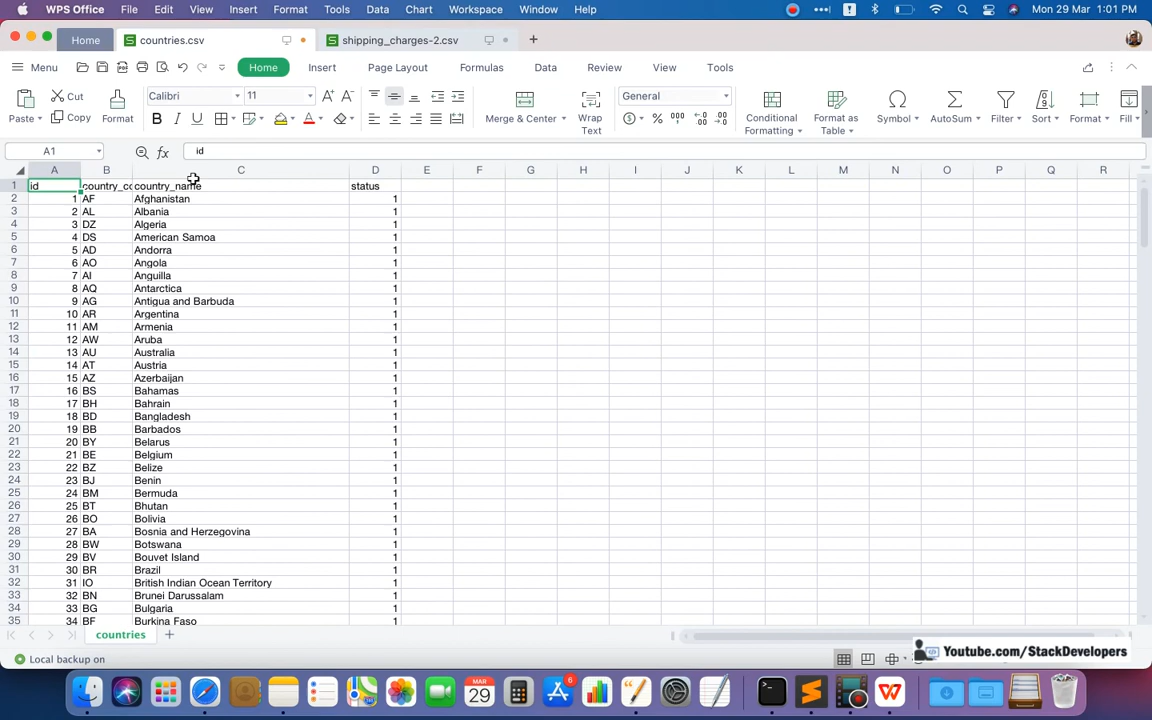 WPS Office File Edit View Insert Format Tools Data Chart Workspace Window Help Mon 29 Mar 1:01 PM
Home countries.csv shipping_charges-2.csv
Menu Home Insert Page Layout Formulas Data Review View Tools
Cut Calibri 11 General
Paste Copy Format Merge & Center Wrap Text Conditional Formatting Format as Table Symbol AutoSum Filter Sort Format Fill
A1 fx id
A B C D E F G H I J K L M N O P Q R
1 id country_co country_name status
2 1 AF Afghanistan 1
3 2 AL Albania 1
4 3 DZ Algeria 1
5 4 DS American Samoa 1
6 5 AD Andorra 1
7 6 AO Angola 1
8 7 AI Anguilla 1
9 8 AQ Antarctica 1
10 9 AG Antigua and Barbuda 1
11 10 AR Argentina 1
12 11 AM Armenia 1
13 12 AW Aruba 1
14 13 AU Australia 1
15 14 AT Austria 1
16 15 AZ Azerbaijan 1
17 16 BS Bahamas 1
18 17 BH Bahrain 1
19 18 BD Bangladesh 1
20 19 BB Barbados 1
21 20 BY Belarus 1
22 21 BE Belgium 1
23 22 BZ Belize 1
24 23 BJ Benin 1
25 24 BM Bermuda 1
26 25 BT Bhutan 1
27 26 BO Bolivia 1
28 27 BA Bosnia and Herzegovina 1
29 28 BW Botswana 1
30 29 BV Bouvet Island 1
31 30 BR Brazil 1
32 31 IO British Indian Ocean Territory 1
33 32 BN Brunei Darussalam 1
34 33 BG Bulgaria 1
35 34 BF Burkina Faso 1
countries
Local backup on
Youtube.com/StackDevelopers
MAR 29 6